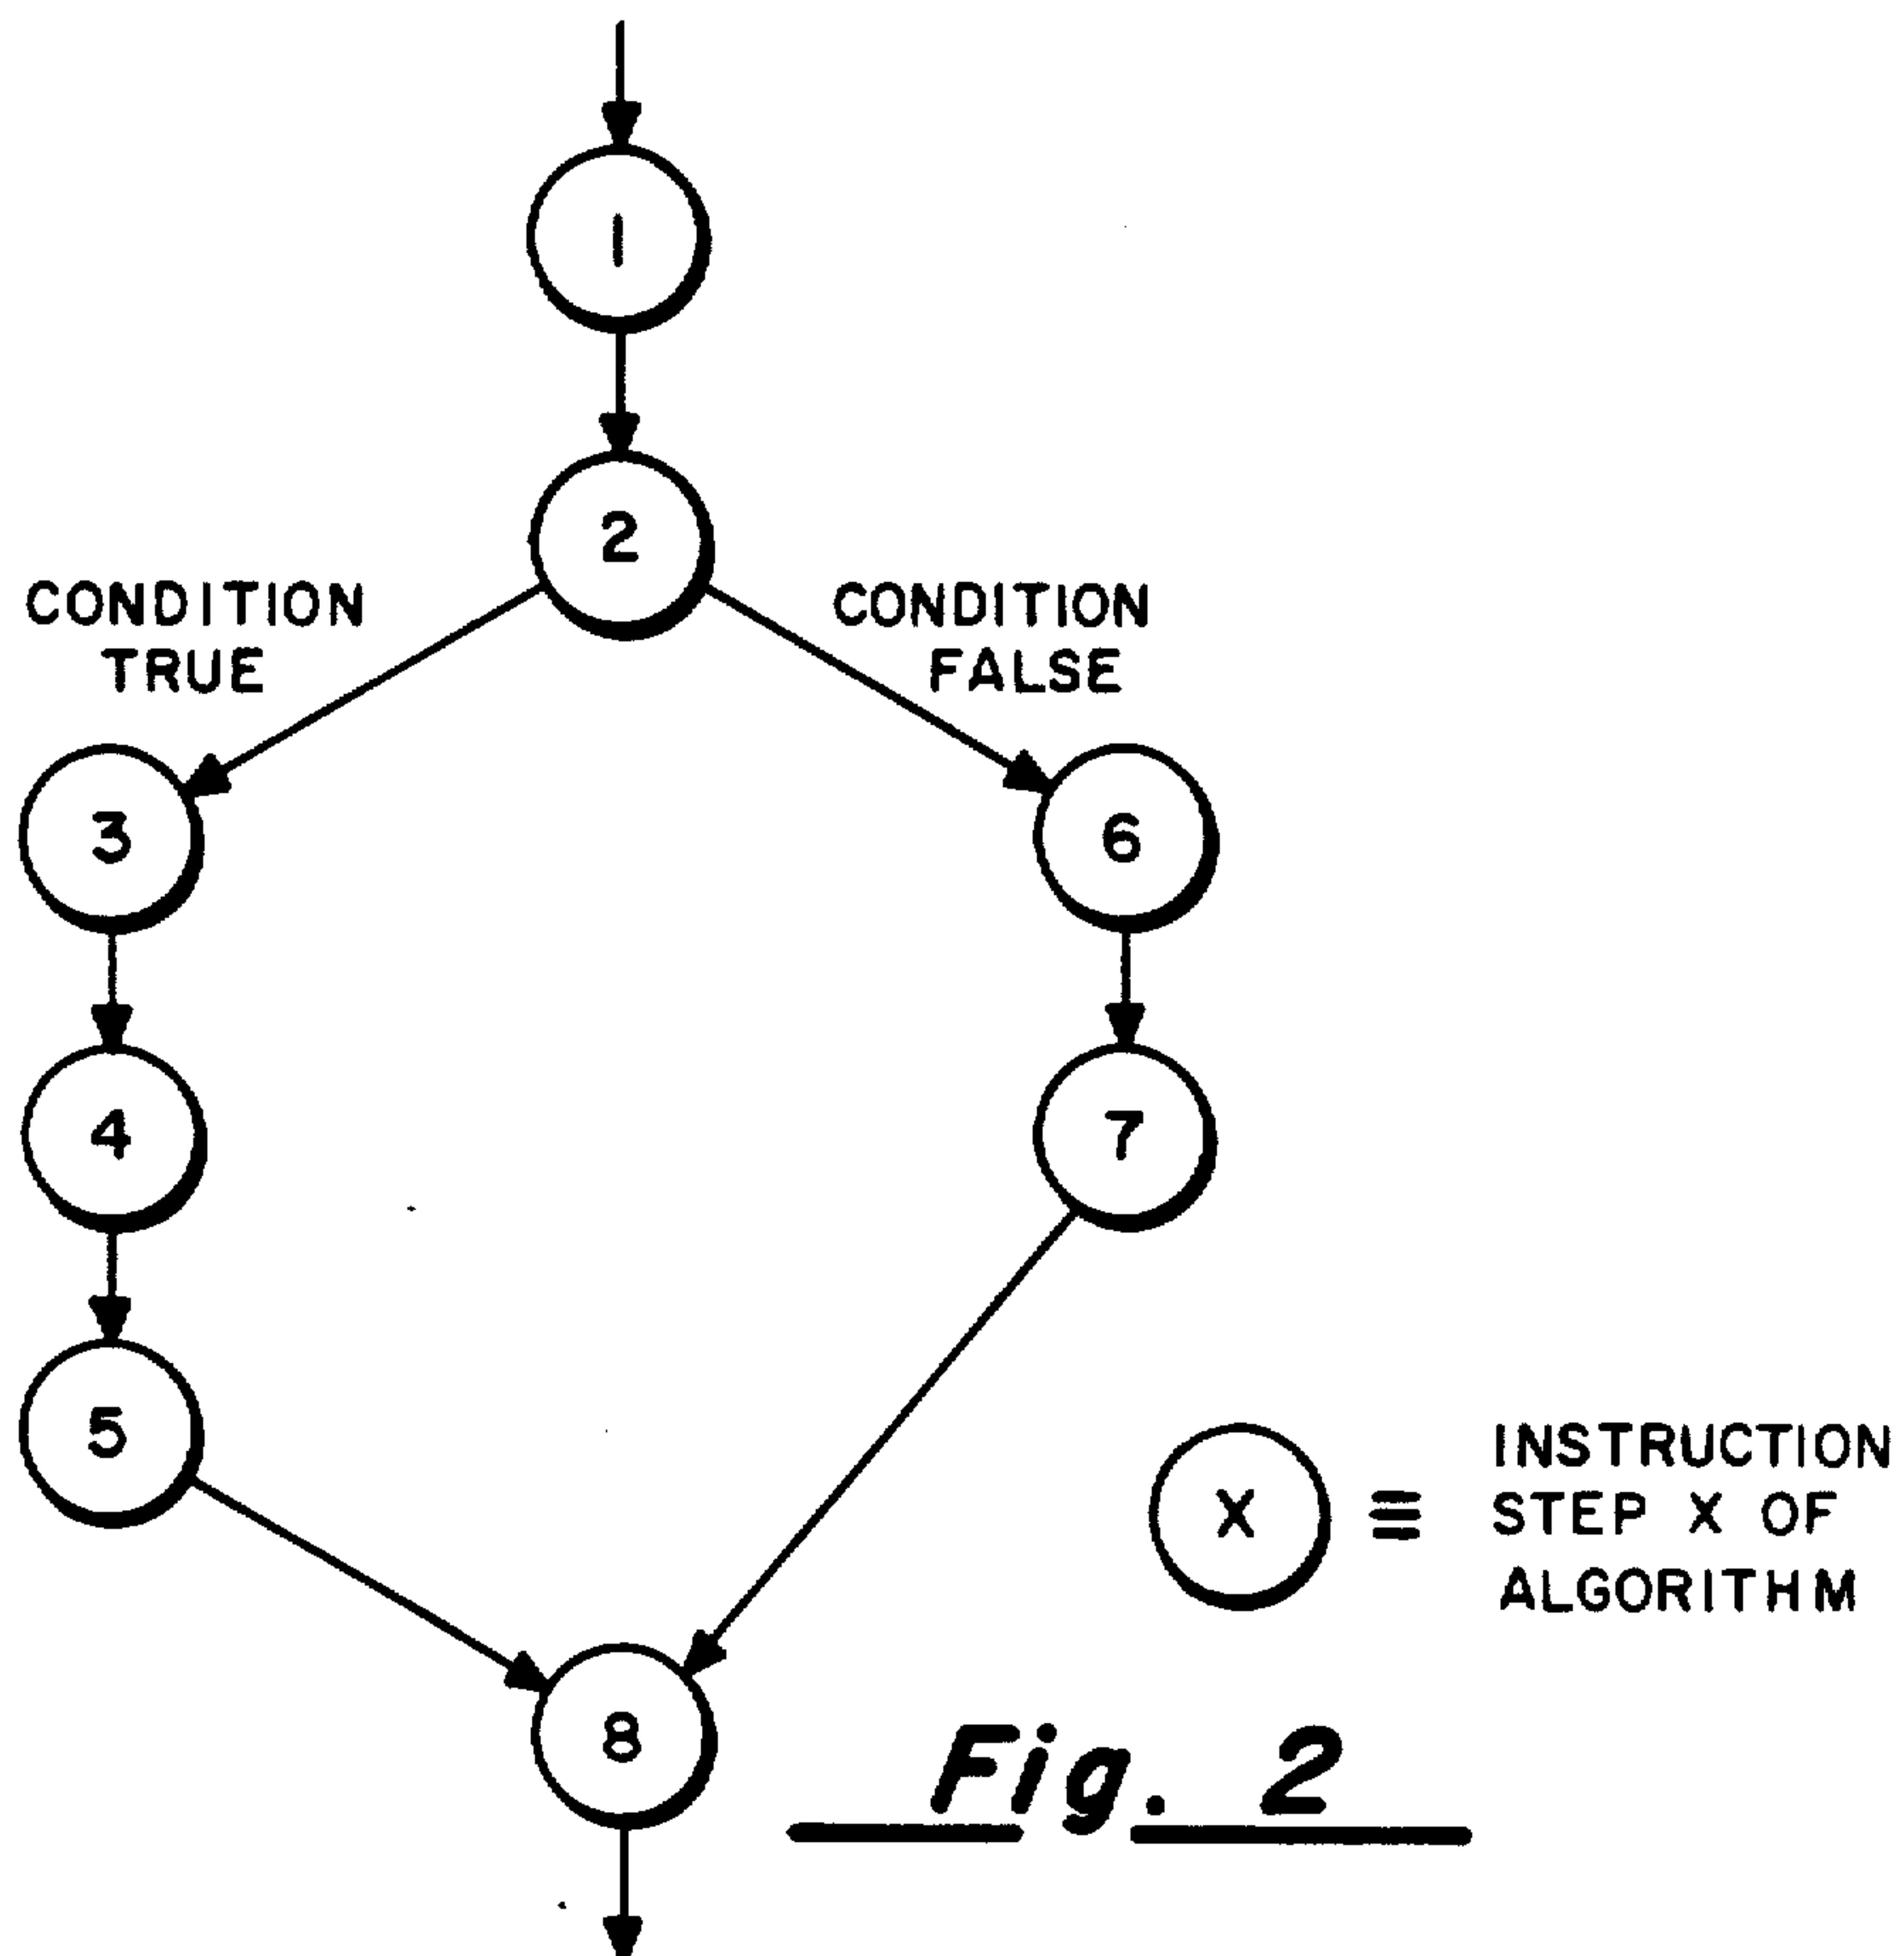 1
2
CONDITION
TRUE
CONDITION
FALSE
3
6
4
7
5
8
X ≡ INSTRUCTION
STEP X OF
ALGORITHM
Fig. 2